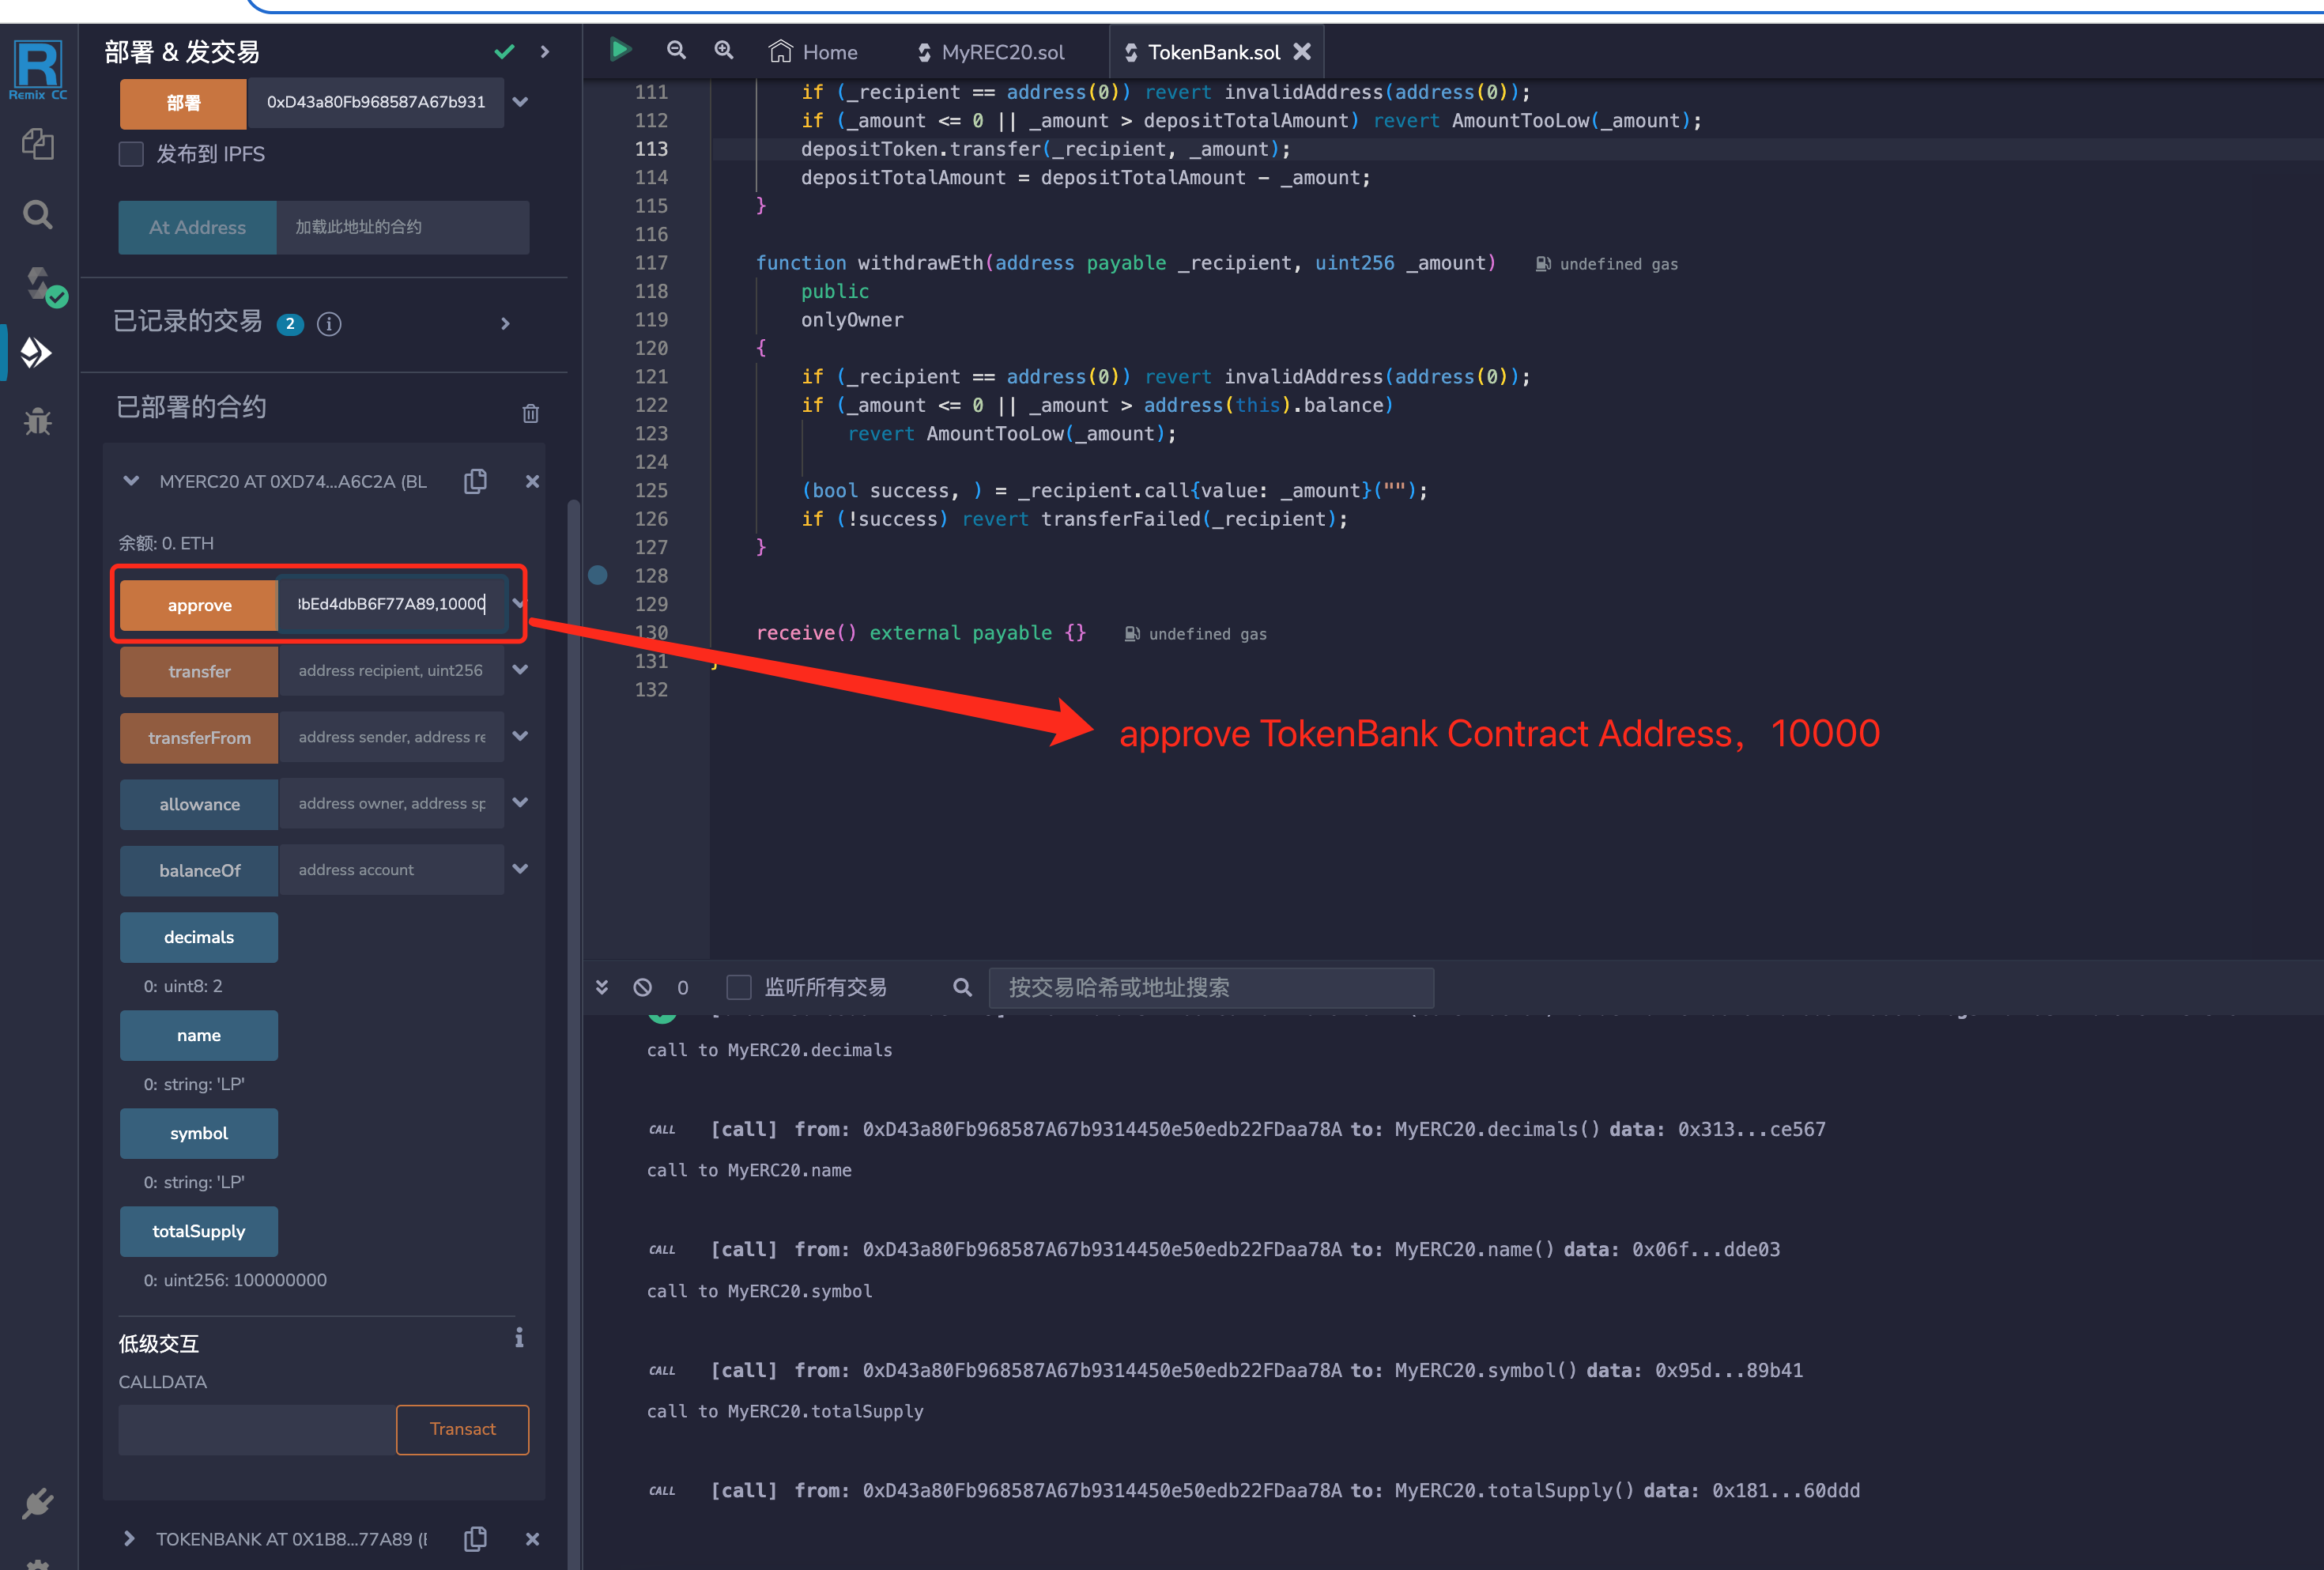 R
Remix CC
部署 & 发交易
部署
0xD43a80Fb968587A67b931
发布到 IPFS
At Address
加载此地址的合约
已记录的交易 2
已部署的合约
MYERC20 AT 0XD74...A6C2A (BL
余额: 0. ETH
approve
bEd4dbB6F77A89,10000
transfer
address recipient, uint256
transferFrom
address sender, address re
allowance
address owner, address sp
balanceOf
address account
decimals
0: uint8: 2
name
0: string: 'LP'
symbol
0: string: 'LP'
totalSupply
0: uint256: 100000000
低级交互
CALLDATA
Transact
TOKENBANK AT 0X1B8...77A89 (
Home
MyREC20.sol
TokenBank.sol
111 if (_recipient == address(0)) revert invalidAddress(address(0));
112 if (_amount <= 0 || _amount > depositTotalAmount) revert AmountTooLow(_amount);
113 depositToken.transfer(_recipient, _amount);
114 depositTotalAmount = depositTotalAmount - _amount;
115 }
116
117 function withdrawEth(address payable _recipient, uint256 _amount) undefined gas
118 public
119 onlyOwner
120 {
121 if (_recipient == address(0)) revert invalidAddress(address(0));
122 if (_amount <= 0 || _amount > address(this).balance)
123 revert AmountTooLow(_amount);
124
125 (bool success, ) = _recipient.call{value: _amount}("");
126 if (!success) revert transferFailed(_recipient);
127 }
128
129
130 receive() external payable {} undefined gas
131 }
132
approve TokenBank Contract Address，10000
0
监听所有交易
按交易哈希或地址搜索
call to MyERC20.decimals
CALL [call] from: 0xD43a80Fb968587A67b9314450e50edb22FDaa78A to: MyERC20.decimals() data: 0x313...ce567
call to MyERC20.name
CALL [call] from: 0xD43a80Fb968587A67b9314450e50edb22FDaa78A to: MyERC20.name() data: 0x06f...dde03
call to MyERC20.symbol
CALL [call] from: 0xD43a80Fb968587A67b9314450e50edb22FDaa78A to: MyERC20.symbol() data: 0x95d...89b41
call to MyERC20.totalSupply
CALL [call] from: 0xD43a80Fb968587A67b9314450e50edb22FDaa78A to: MyERC20.totalSupply() data: 0x181...60ddd